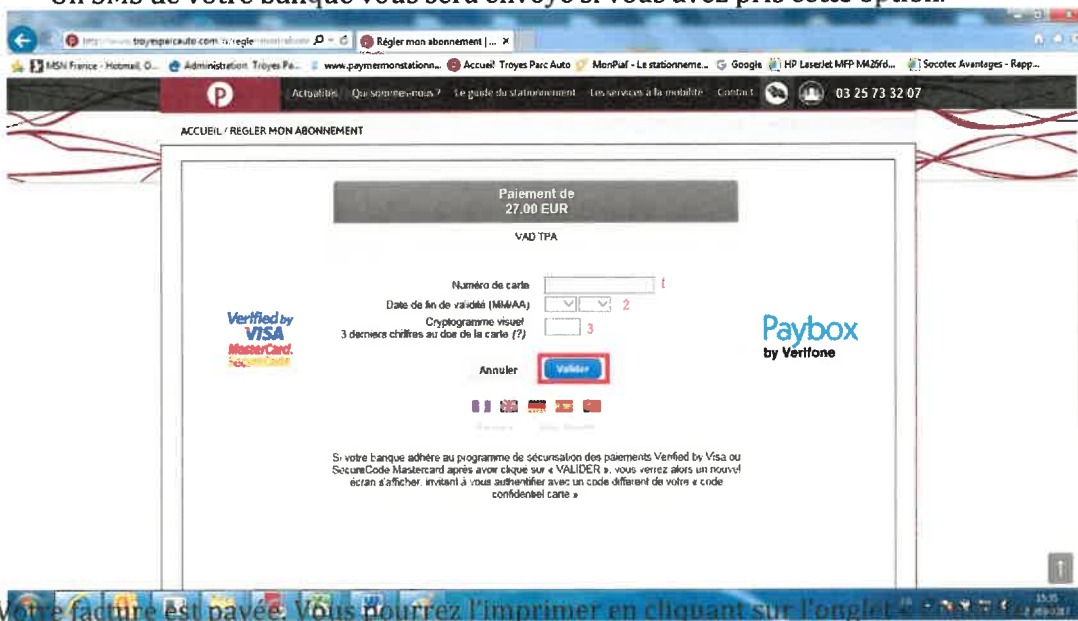 Un SMS de votre banque vous sera envoyé si vous avez pris cette option.
troyesparcauto.com
Régler mon abonnement | ... ×
MSN France - Hotmail, O... Administration Troyes Pa... www.paymermonstationn... Accueil Troyes Parc Auto MonPiaf - Le stationneme... Google HP LaserJet MFP M426fd... Socotec Avantages - Rapp...
P Actualités Qui sommes-nous ? Le guide du stationnement Les services à la mobilité Contact 03 25 73 32 07
ACCUEIL / REGLER MON ABONNEMENT
Paiement de
27.00 EUR
VAD TPA
Numéro de carte 1
Date de fin de validité (MM/AA) 2
Cryptogramme visuel
3 derniers chiffres au dos de la carte (?) 3
Verified by
VISA
MasterCard.
SecureCode
Paybox
by Verifone
Annuler Valider
Si votre banque adhère au programme de sécurisation des paiements Verified by Visa ou
SecureCode Mastercard après avoir cliqué sur « VALIDER », vous verrez alors un nouvel
écran s'afficher, invitant à vous authentifier avec un code différent de votre « code
confidentiel carte »
Votre facture est payée. Vous pourrez l'imprimer en cliquant sur l'onglet «
15:35